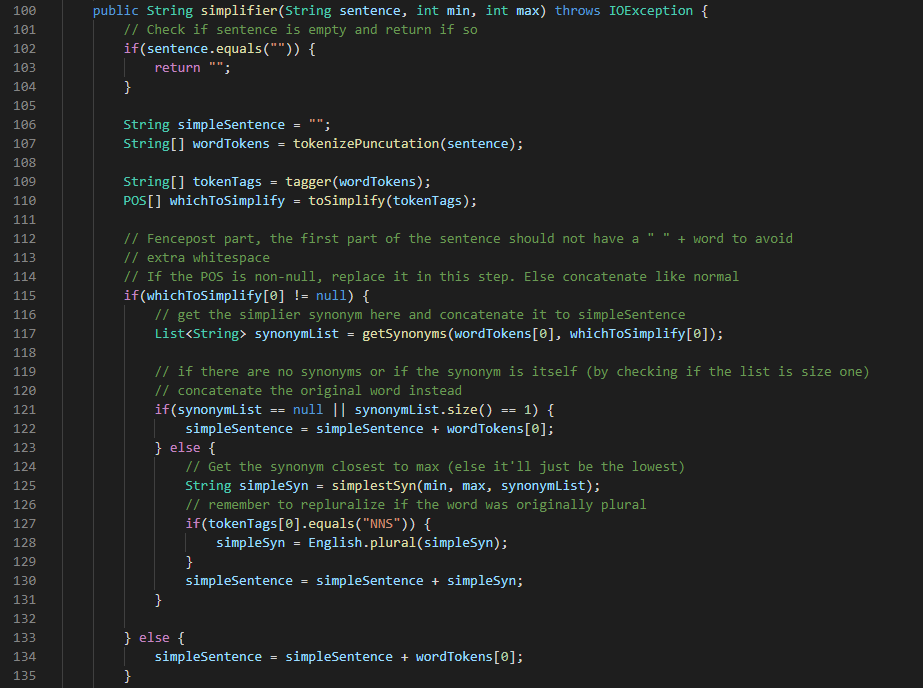 100 public String simplifier(String sentence, int min, int max) throws IOException {
101 // Check if sentence is empty and return if so
102 if(sentence.equals("")) {
103 return "";
104 }
105
106 String simpleSentence = "";
107 String[] wordTokens = tokenizePuncutation(sentence);
108
109 String[] tokenTags = tagger(wordTokens);
110 POS[] whichToSimplify = toSimplify(tokenTags);
111
112 // Fencepost part, the first part of the sentence should not have a " " + word to avoid
113 // extra whitespace
114 // If the POS is non-null, replace it in this step. Else concatenate like normal
115 if(whichToSimplify[0] != null) {
116 // get the simplier synonym here and concatenate it to simpleSentence
117 List<String> synonymList = getSynonyms(wordTokens[0], whichToSimplify[0]);
118
119 // if there are no synonyms or if the synonym is itself (by checking if the list is size one)
120 // concatenate the original word instead
121 if(synonymList == null || synonymList.size() == 1) {
122 simpleSentence = simpleSentence + wordTokens[0];
123 } else {
124 // Get the synonym closest to max (else it'll just be the lowest)
125 String simpleSyn = simplestSyn(min, max, synonymList);
126 // remember to repluralize if the word was originally plural
127 if(tokenTags[0].equals("NNS")) {
128 simpleSyn = English.plural(simpleSyn);
129 }
130 simpleSentence = simpleSentence + simpleSyn;
131 }
132
133 } else {
134 simpleSentence = simpleSentence + wordTokens[0];
135 }